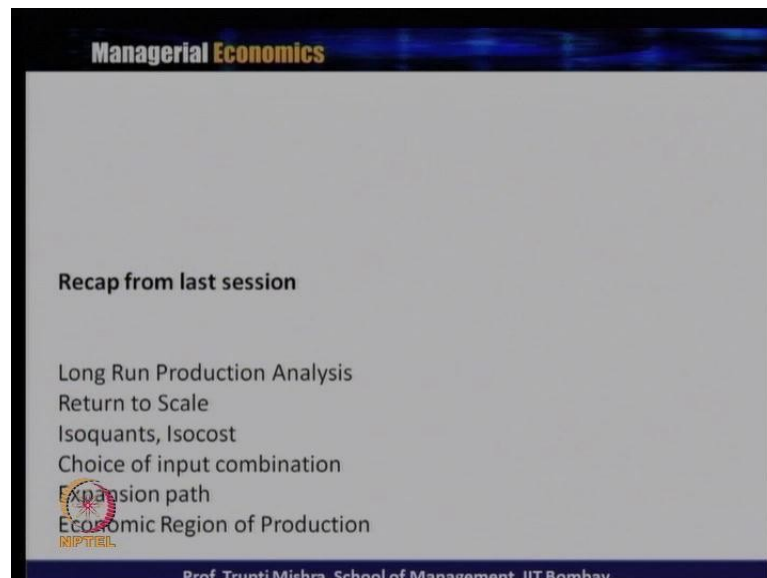 Managerial Economics
Recap from last session
Long Run Production Analysis
Return to Scale
Isoquants, Isocost
Choice of input combination
Expansion path
Economic Region of Production
NPTEL
Prof. Trupti Mishra, School of Management, IIT Bombay